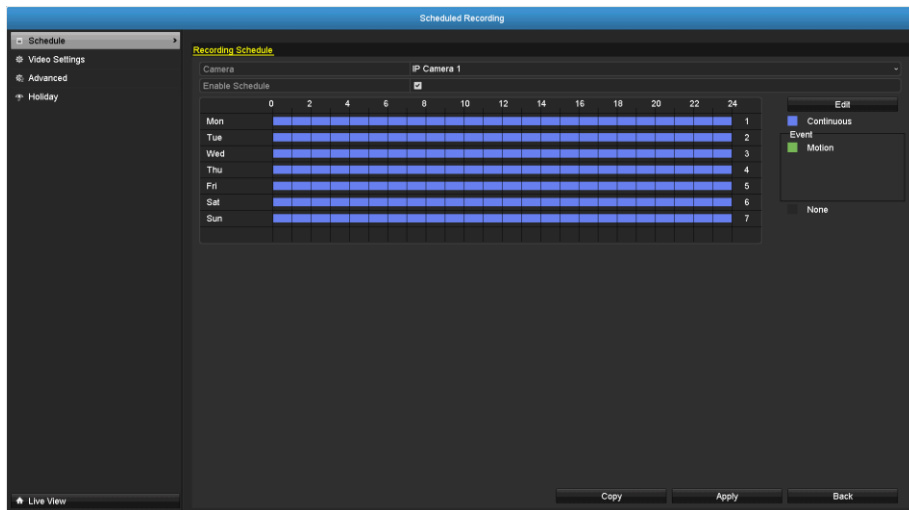 Scheduled Recording
Schedule
Video Settings
Advanced
Holiday
Live View
Recording Schedule
Camera IP Camera 1
Enable Schedule
0 2 4 6 8 10 12 14 16 18 20 22 24
Mon 1
Tue 2
Wed 3
Thu 4
Fri 5
Sat 6
Sun 7
Edit
Continuous
Event
Motion
None
Copy Apply Back